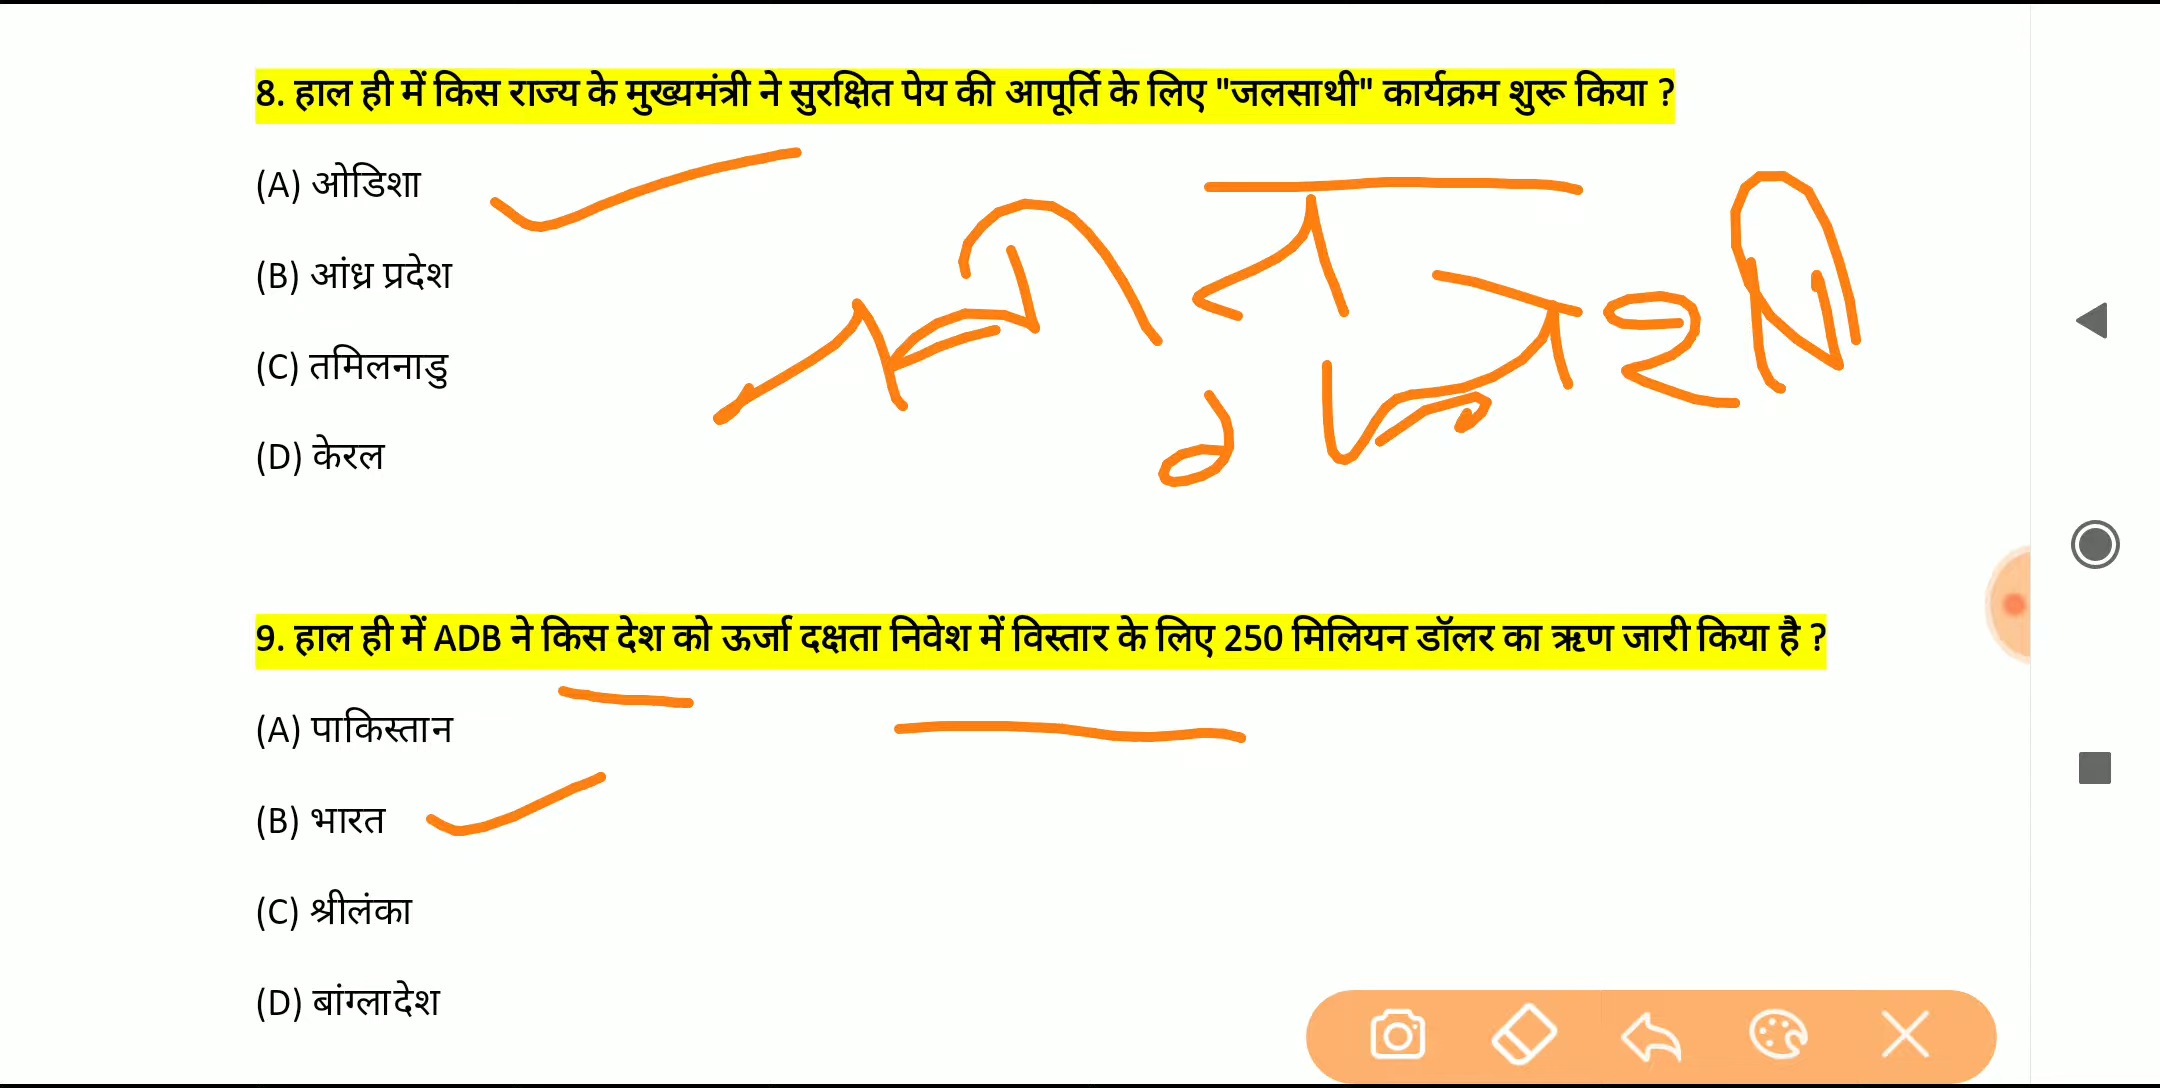 8. हाल ही में किस राज्य के मुख्यमंत्री ने सुरक्षित पेय की आपूर्ति के लिए "जलसाथी" कार्यक्रम शुरू किया ?
(A) ओडिशा
(B) आंध्र प्रदेश
(C) तमिलनाडु
(D) केरल
9. हाल ही में ADB ने किस देश को ऊर्जा दक्षता निवेश में विस्तार के लिए 250 मिलियन डॉलर का ऋण जारी किया है ?
(A) पाकिस्तान
(B) भारत
(C) श्रीलंका
(D) बांग्लादेश